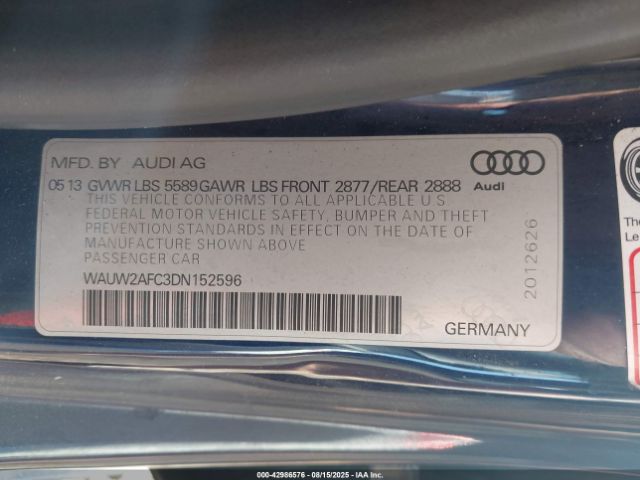 MFD. BY AUDI AG
05 13 GVWR LBS 5589 GAWR LBS FRONT 2877/REAR 2888
Audi
THIS VEHICLE CONFORMS TO ALL APPLICABLE U S
FEDERAL MOTOR VEHICLE SAFETY, BUMPER AND THEFT
PREVENTION STANDARDS IN EFFECT ON THE DATE OF
MANUFACTURE SHOWN ABOVE
PASSENGER CAR
WAUW2AFC3DN152596
GERMANY
2012626
The
Le
000-42986576 - 08/15/2025 - IAA Inc.